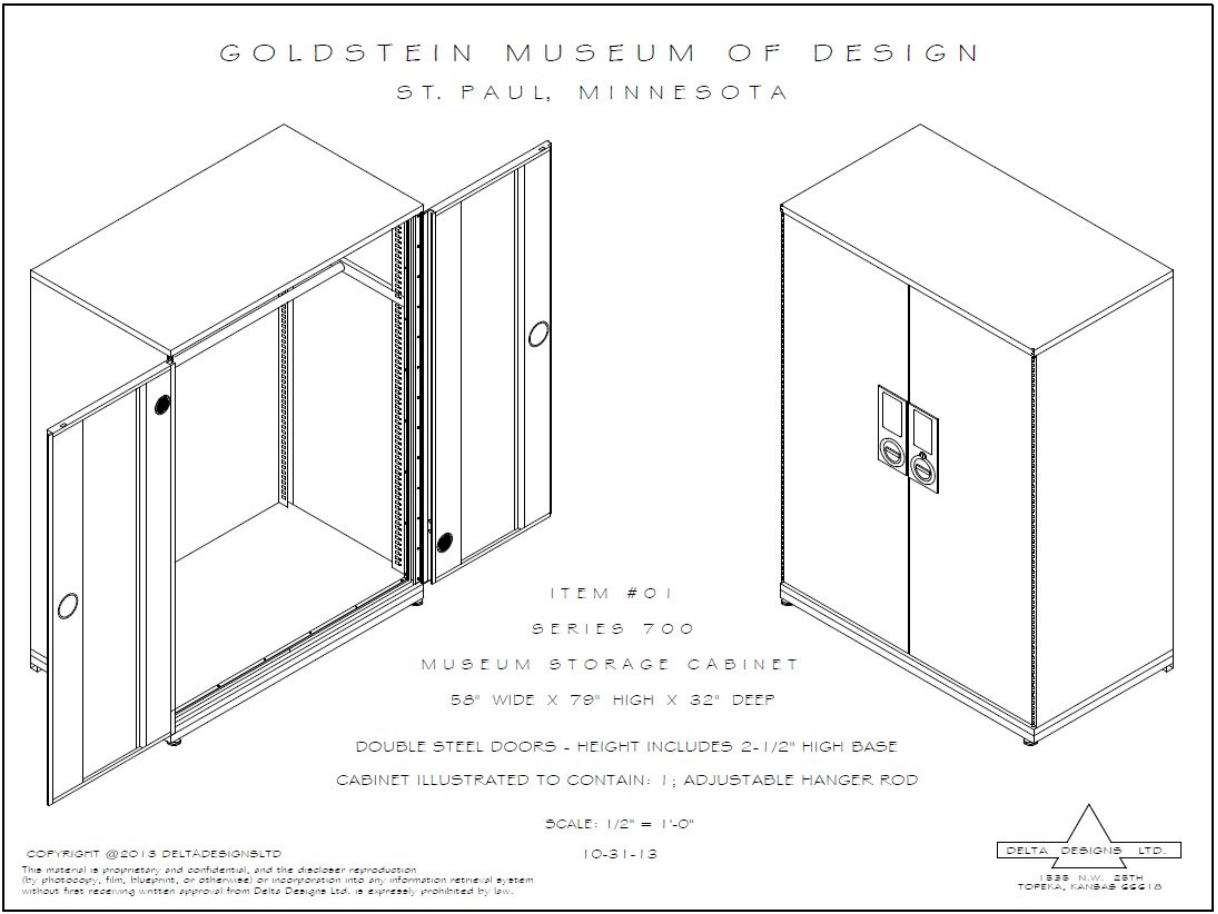 GOLDSTEIN MUSEUM OF DESIGN
ST. PAUL, MINNESOTA
ITEM #01
SERIES 700
MUSEUM STORAGE CABINET
58" WIDE X 79" HIGH X 32" DEEP
DOUBLE STEEL DOORS - HEIGHT INCLUDES 2-1/2" HIGH BASE
CABINET ILLUSTRATED TO CONTAIN: 1; ADJUSTABLE HANGER ROD
SCALE: 1/2" = 1'-0"
10-31-13
COPYRIGHT @2013 DELTADESIGNSLTD
This material is proprietary and confidential, and the discloser reproduction
(by photocopy, film, blueprint, or otherwise) or incorporation into any information retrieval system
without first receiving written approval from Delta Designs Ltd. is expressly prohibited by law.
DELTA DESIGNS LTD.
1535 N.W. 25TH
TOPEKA, KANSAS 66618